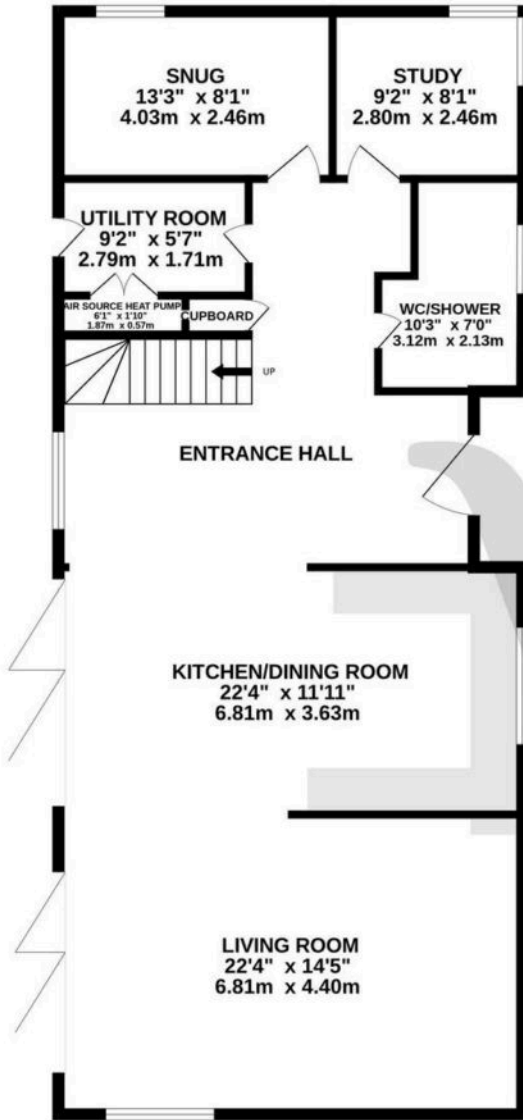 SNUG
13'3" x 8'1"
4.03m x 2.46m
STUDY
9'2" x 8'1"
2.80m x 2.46m
UTILITY ROOM
9'2" x 5'7"
2.79m x 1.71m
AIR SOURCE HEAT PUMP
6'1" x 1'10"
1.87m x 0.57m
CUPBOARD
WC/SHOWER
10'3" x 7'0"
3.12m x 2.13m
UP
ENTRANCE HALL
KITCHEN/DINING ROOM
22'4" x 11'11"
6.81m x 3.63m
LIVING ROOM
22'4" x 14'5"
6.81m x 4.40m